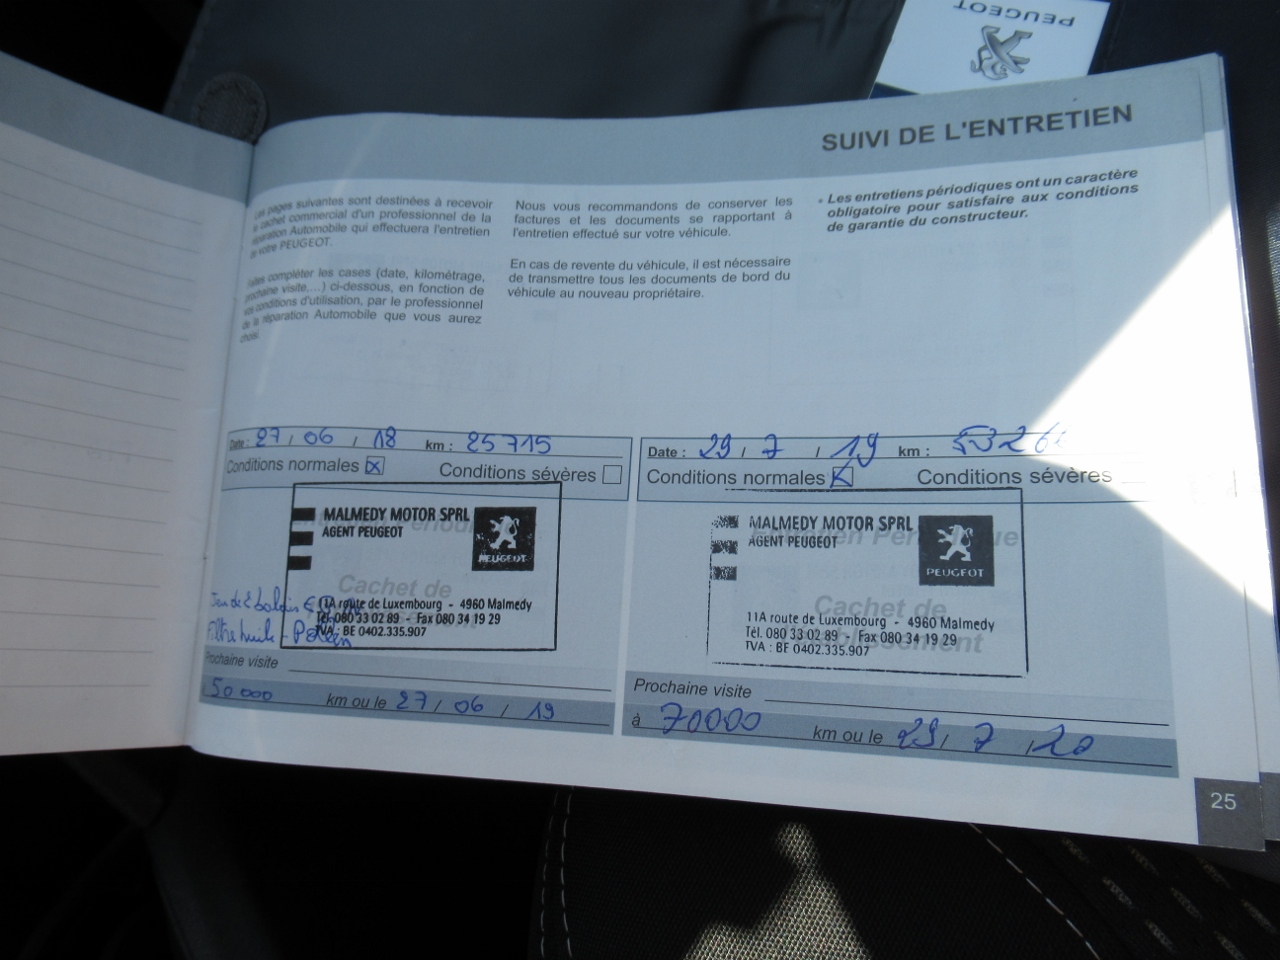 PEUGEOT
SUIVI DE L'ENTRETIEN
Les pages suivantes sont destinées à recevoir
le cachet commercial d'un professionnel de la
réparation Automobile qui effectuera l'entretien
de votre PEUGEOT.
Faites compléter les cases (date, kilométrage,
prochaine visite,...) ci-dessous, en fonction de
vos conditions d'utilisation, par le professionnel
de la réparation Automobile que vous aurez
choisi.
Nous vous recommandons de conserver les
factures et les documents se rapportant à
l'entretien effectué sur votre véhicule.
En cas de revente du véhicule, il est nécessaire
de transmettre tous les documents de bord du
véhicule au nouveau propriétaire.
• Les entretiens périodiques ont un caractère
obligatoire pour satisfaire aux conditions
de garantie du constructeur.
Date : 27 / 06 / 18 km : 25715
Conditions normales Conditions sévères
MALMEDY MOTOR SPRL
AGENT PEUGEOT
PEUGEOT
Cachet de
11A route de Luxembourg - 4960 Malmedy
Tél. 080 33 02 89 - Fax 080 34 19 29
TVA : BE 0402.335.907
Filtre huile - Pollen
Prochaine visite
50 000 km ou le 27 / 06 / 19
Date : 29 / 7 / 19 km :
Conditions normales Conditions sévères
MALMEDY MOTOR SPRL
AGENT PEUGEOT
PEUGEOT
Entretien Périodique
Cachet de
l'établissement
11A route de Luxembourg - 4960 Malmedy
Tél. 080 33 02 89 - Fax 080 34 19 29
TVA : BE 0402.335.907
Prochaine visite
à 70000 km ou le 29 / 7 / 20
25